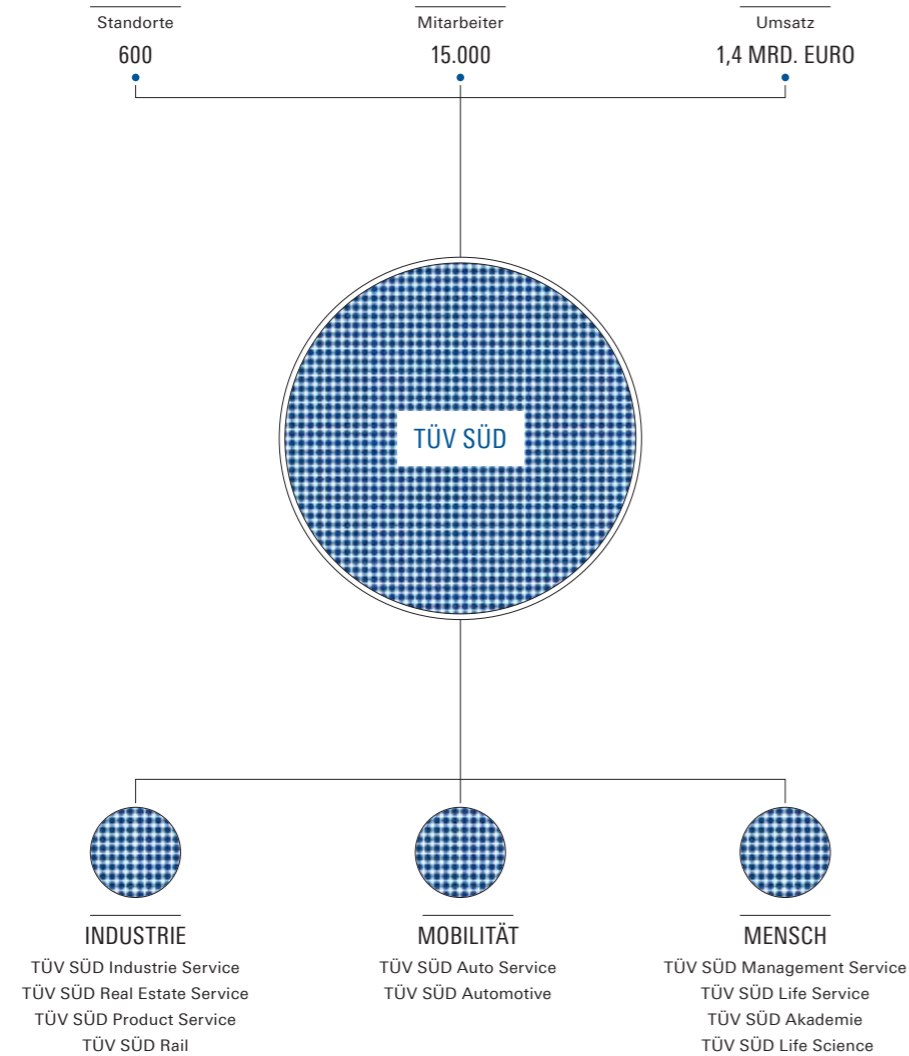 Standorte
600
Mitarbeiter
15.000
Umsatz
1,4 MRD. EURO
TÜV SÜD
INDUSTRIE
TÜV SÜD Industrie Service
TÜV SÜD Real Estate Service
TÜV SÜD Product Service
TÜV SÜD Rail
MOBILITÄT
TÜV SÜD Auto Service
TÜV SÜD Automotive
MENSCH
TÜV SÜD Management Service
TÜV SÜD Life Service
TÜV SÜD Akademie
TÜV SÜD Life Science